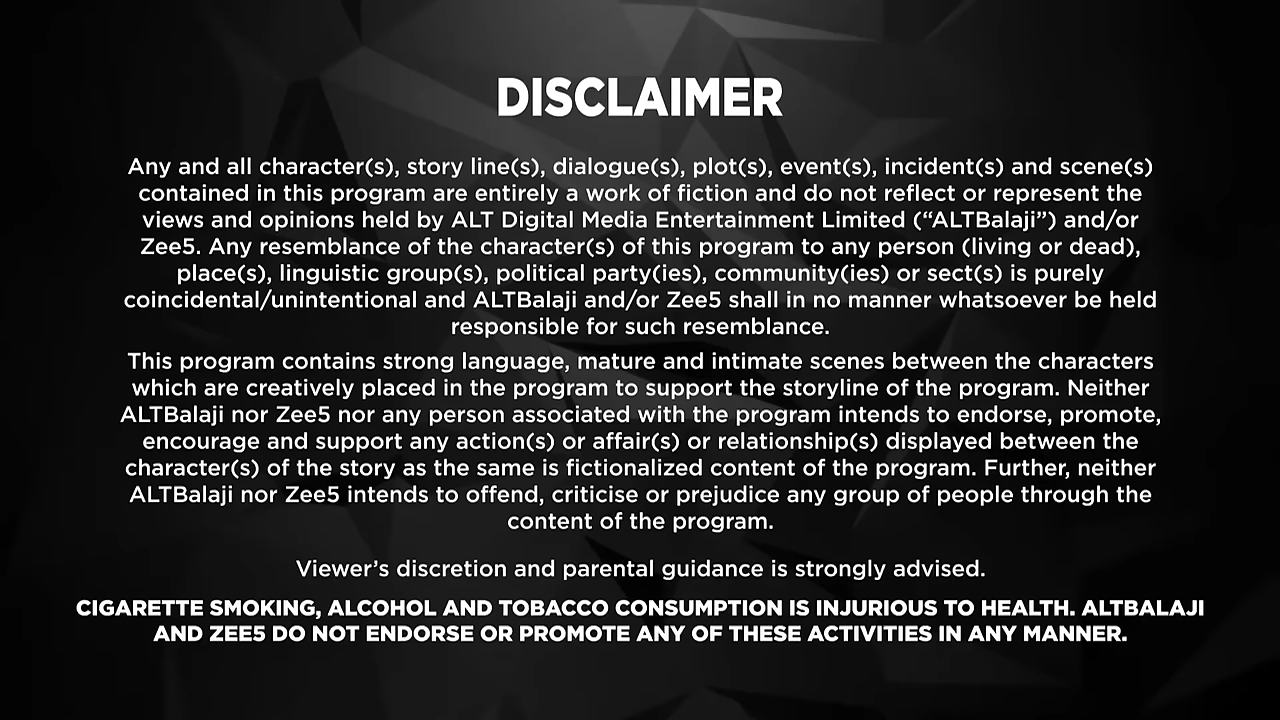 DISCLAIMER
Any and all character(s), story line(s), dialogue(s), plot(s), event(s), incident(s) and scene(s)
contained in this program are entirely a work of fiction and do not reflect or represent the
views and opinions held by ALT Digital Media Entertainment Limited (“ALTBalaji”) and/or
Zee5. Any resemblance of the character(s) of this program to any person (living or dead),
place(s), linguistic group(s), political party(ies), community(ies) or sect(s) is purely
coincidental/unintentional and ALTBalaji and/or Zee5 shall in no manner whatsoever be held
responsible for such resemblance.
This program contains strong language, mature and intimate scenes between the characters
which are creatively placed in the program to support the storyline of the program. Neither
ALTBalaji nor Zee5 nor any person associated with the program intends to endorse, promote,
encourage and support any action(s) or affair(s) or relationship(s) displayed between the
character(s) of the story as the same is fictionalized content of the program. Further, neither
ALTBalaji nor Zee5 intends to offend, criticise or prejudice any group of people through the
content of the program.
Viewer’s discretion and parental guidance is strongly advised.
CIGARETTE SMOKING, ALCOHOL AND TOBACCO CONSUMPTION IS INJURIOUS TO HEALTH. ALTBALAJI
AND ZEE5 DO NOT ENDORSE OR PROMOTE ANY OF THESE ACTIVITIES IN ANY MANNER.